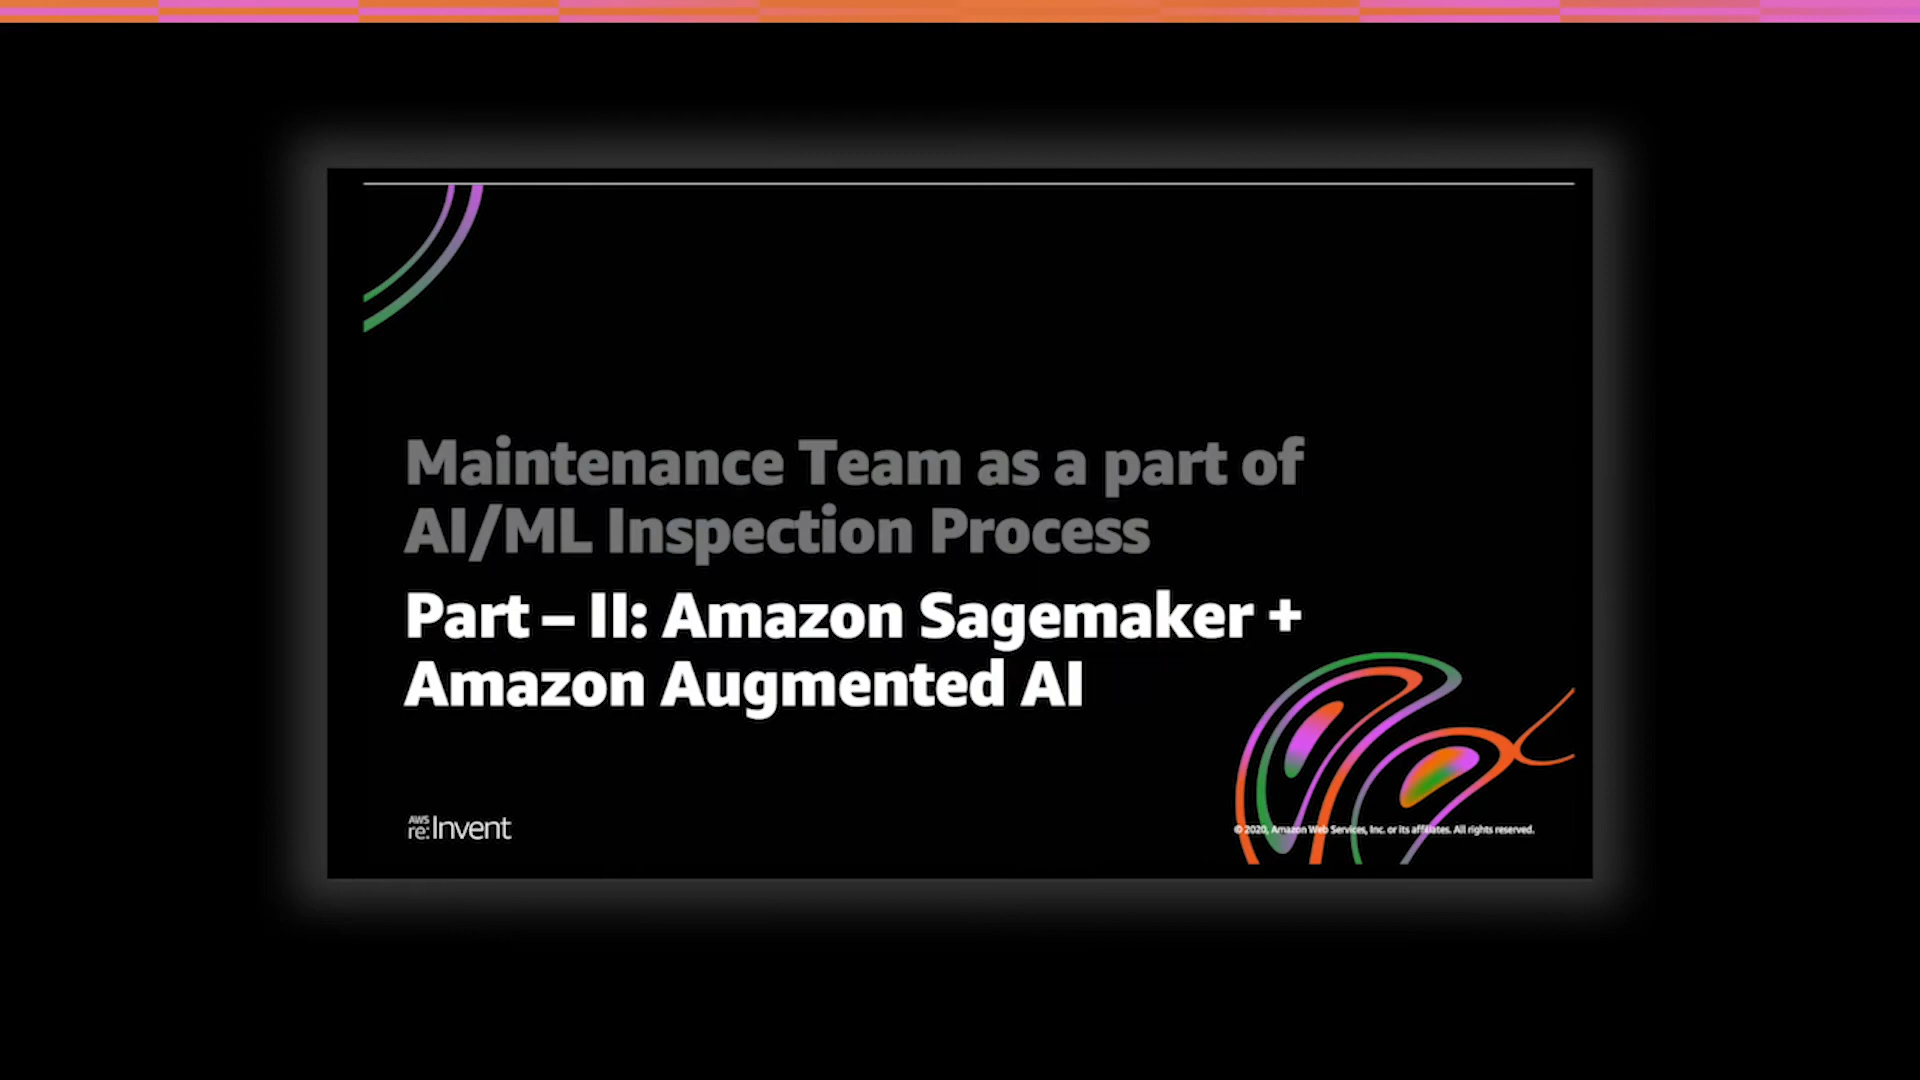 Maintenance Team as a part of
AI/ML Inspection Process
Part – II: Amazon Sagemaker +
Amazon Augmented AI
AWS
re:Invent
© 2020, Amazon Web Services, Inc. or its affiliates. All rights reserved.